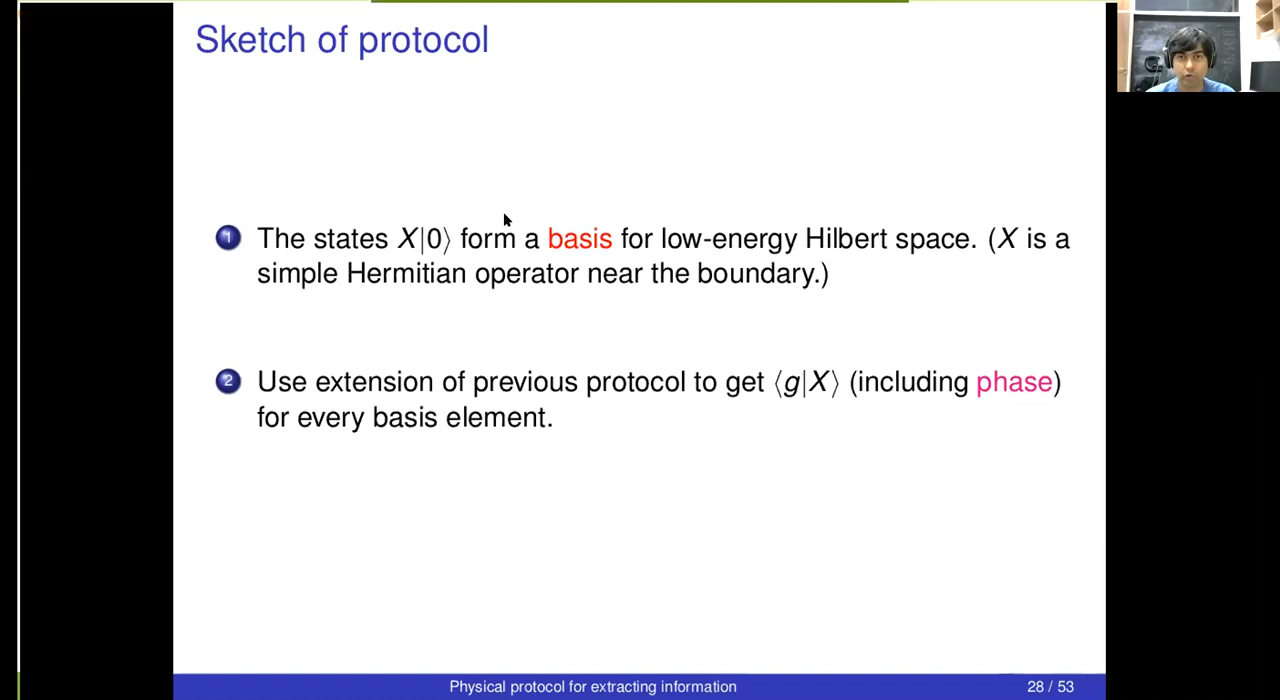 Sketch of protocol
1 The states X|0⟩ form a basis for low-energy Hilbert space. (X is a
simple Hermitian operator near the boundary.)
2 Use extension of previous protocol to get ⟨g|X⟩ (including phase)
for every basis element.
Physical protocol for extracting information 28 / 53